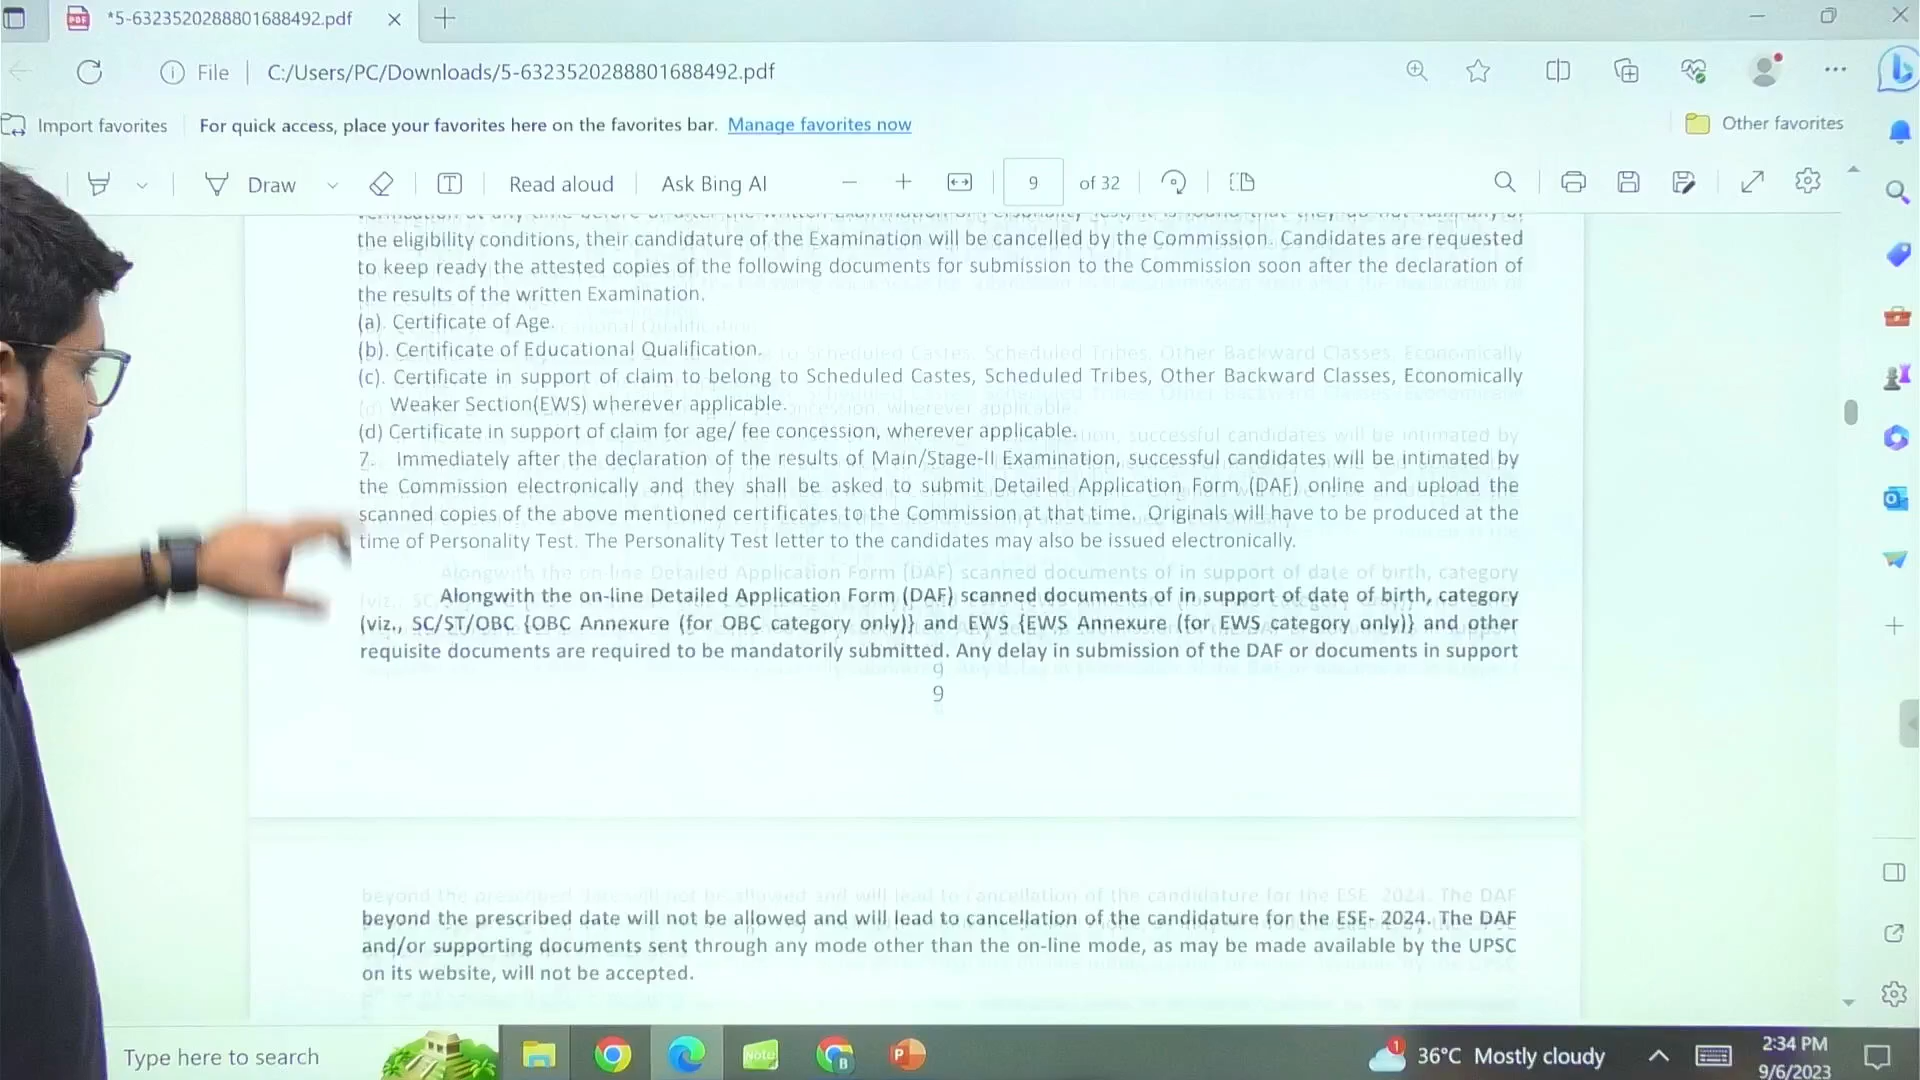 *5-6323520288801688492.pdf
File
C:/Users/PC/Downloads/5-6323520288801688492.pdf
Import favorites
For quick access, place your favorites here on the favorites bar. Manage favorites now
Other favorites
Draw
Read aloud
Ask Bing AI
9 of 32
the eligibility conditions, their candidature of the Examination will be cancelled by the Commission. Candidates are requested
to keep ready the attested copies of the following documents for submission to the Commission soon after the declaration of
the results of the written Examination.
(a). Certificate of Age.
(b). Certificate of Educational Qualification.
(c). Certificate in support of claim to belong to Scheduled Castes, Scheduled Tribes, Other Backward Classes, Economically
Weaker Section(EWS) wherever applicable.
(d) Certificate in support of claim for age/ fee concession, wherever applicable.
7. Immediately after the declaration of the results of Main/Stage-II Examination, successful candidates will be intimated by
the Commission electronically and they shall be asked to submit Detailed Application Form (DAF) online and upload the
scanned copies of the above mentioned certificates to the Commission at that time. Originals will have to be produced at the
time of Personality Test. The Personality Test letter to the candidates may also be issued electronically.
Alongwith the on-line Detailed Application Form (DAF) scanned documents of in support of date of birth, category
(viz., SC/ST/OBC {OBC Annexure (for OBC category only)} and EWS {EWS Annexure (for EWS category only)} and other
requisite documents are required to be mandatorily submitted. Any delay in submission of the DAF or documents in support
9
beyond the prescribed date will not be allowed and will lead to cancellation of the candidature for the ESE- 2024. The DAF
and/or supporting documents sent through any mode other than the on-line mode, as may be made available by the UPSC
on its website, will not be accepted.
Type here to search
Note
B
P
1
36°C Mostly cloudy
2:34 PM
9/6/2023